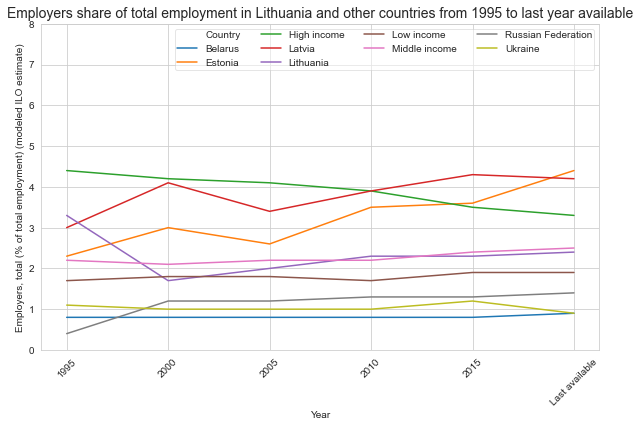 Employers share of total employment in Lithuania and other countries from 1995 to last year available
Employers, total (% of total employment) (modeled ILO estimate)
8
7
6
5
4
3
2
1
0
Country High income Low income Russian Federation
Belarus Latvia Middle income Ukraine
Estonia Lithuania
1995 2000 2005 2010 2015 Last available
Year